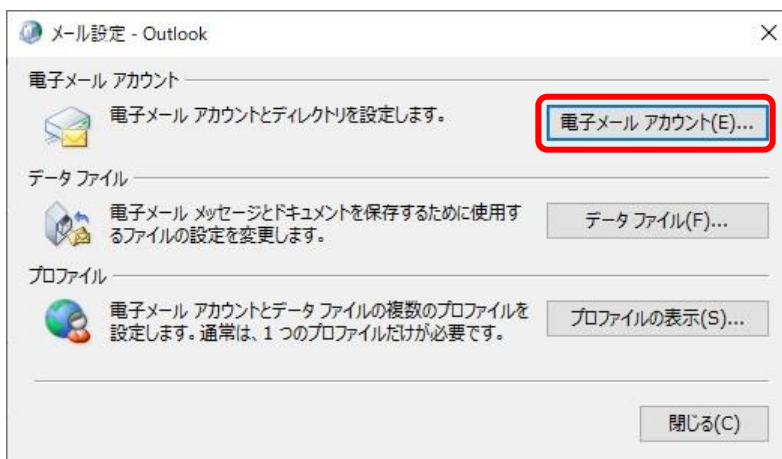 メール設定 - Outlook
電子メール アカウント
電子メール アカウントとディレクトリを設定します。
電子メール アカウント(E)...
データ ファイル
電子メール メッセージとドキュメントを保存するために使用す
るファイルの設定を変更します。
データ ファイル(F)...
プロファイル
電子メール アカウントとデータ ファイルの複数のプロファイルを
設定します。通常は、1 つのプロファイルだけが必要です。
プロファイルの表示(S)...
閉じる(C)